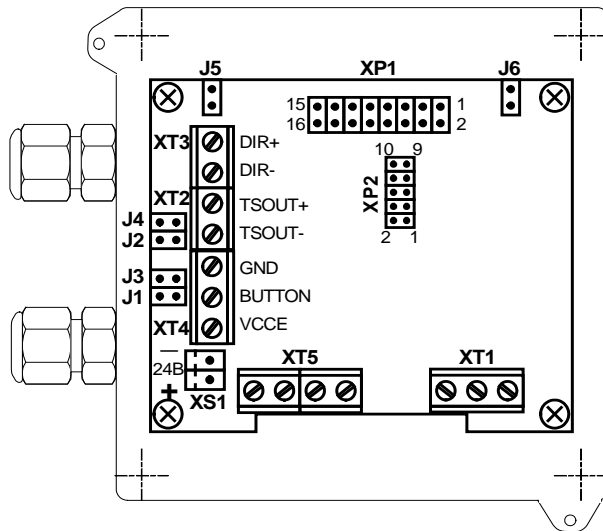 J5 XP1 J6
15 1
16 2
XT3 DIR+
DIR-
10 9
XP2
XT2 TSOUT+
J4
J2 TSOUT-
2 1
GND
J3
J1 BUTTON
XT4 VCCE
—
24В XT5 XT1
+ XS1